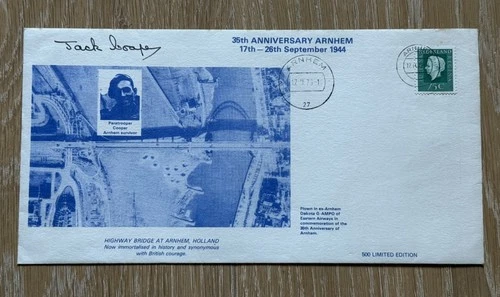 Jack Cooper
35th ANNIVERSARY ARNHEM
17th - 26th September 1944
ARNHEM
27
ARNHEM
NEDERLAND
75c
Paratrooper
Cooper
Arnhem survivor
Flown in ex-Arnhem
Dakota G AMPO of
Eastern Airways in
commemoration of the
35th Anniversary of
Arnhem.
HIGHWAY BRIDGE AT ARNHEM, HOLLAND
Now immortalised in history and synonymous
with British courage.
500 LIMITED EDITION